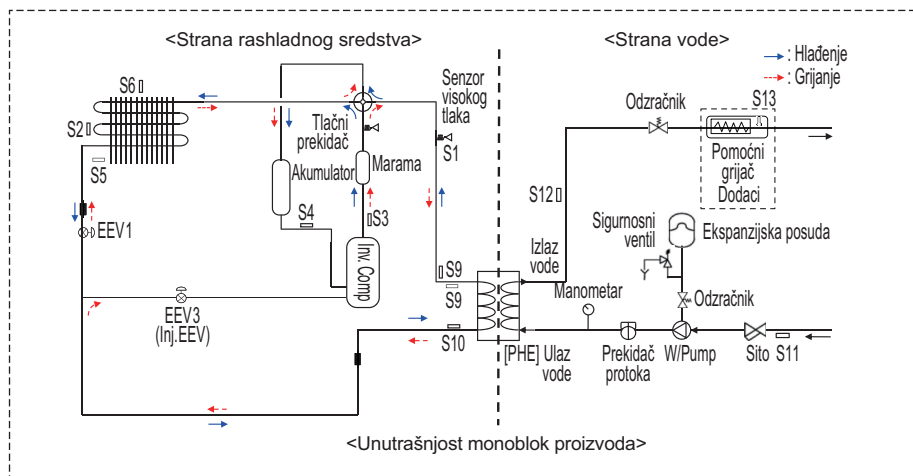 <Strana rashladnog sredstva>
<Strana vode>
: Hlađenje
: Grijanje
S6
S2
S5
EEV1
EEV3
(Inj.EEV)
Tlačni
prekidač
Akumulator
Marama
S4
S3
Inv. Comp
Senzor
visokog
tlaka
S1
S9
S9
S10
[PHE]
Ulaz
vode
Izlaz
vode
S12
Odzračnik
S13
Pomoćni
grijač
Dodaci
Sigurnosni
ventil
Ekspanzijska posuda
Odzračnik
Manometar
Prekidač
protoka
W/Pump
Sito
S11
<Unutrašnjost monoblok proizvoda>